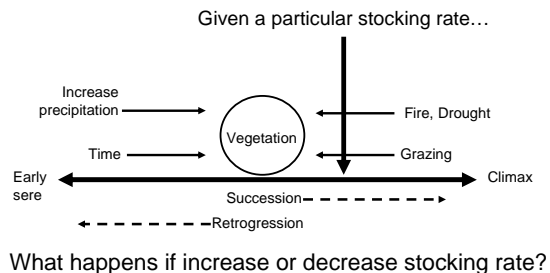 Given a particular stocking rate…
Increase
precipitation
Vegetation
Fire, Drought
Time
Grazing
Early
sere
Climax
Succession
Retrogression
What happens if increase or decrease stocking rate?